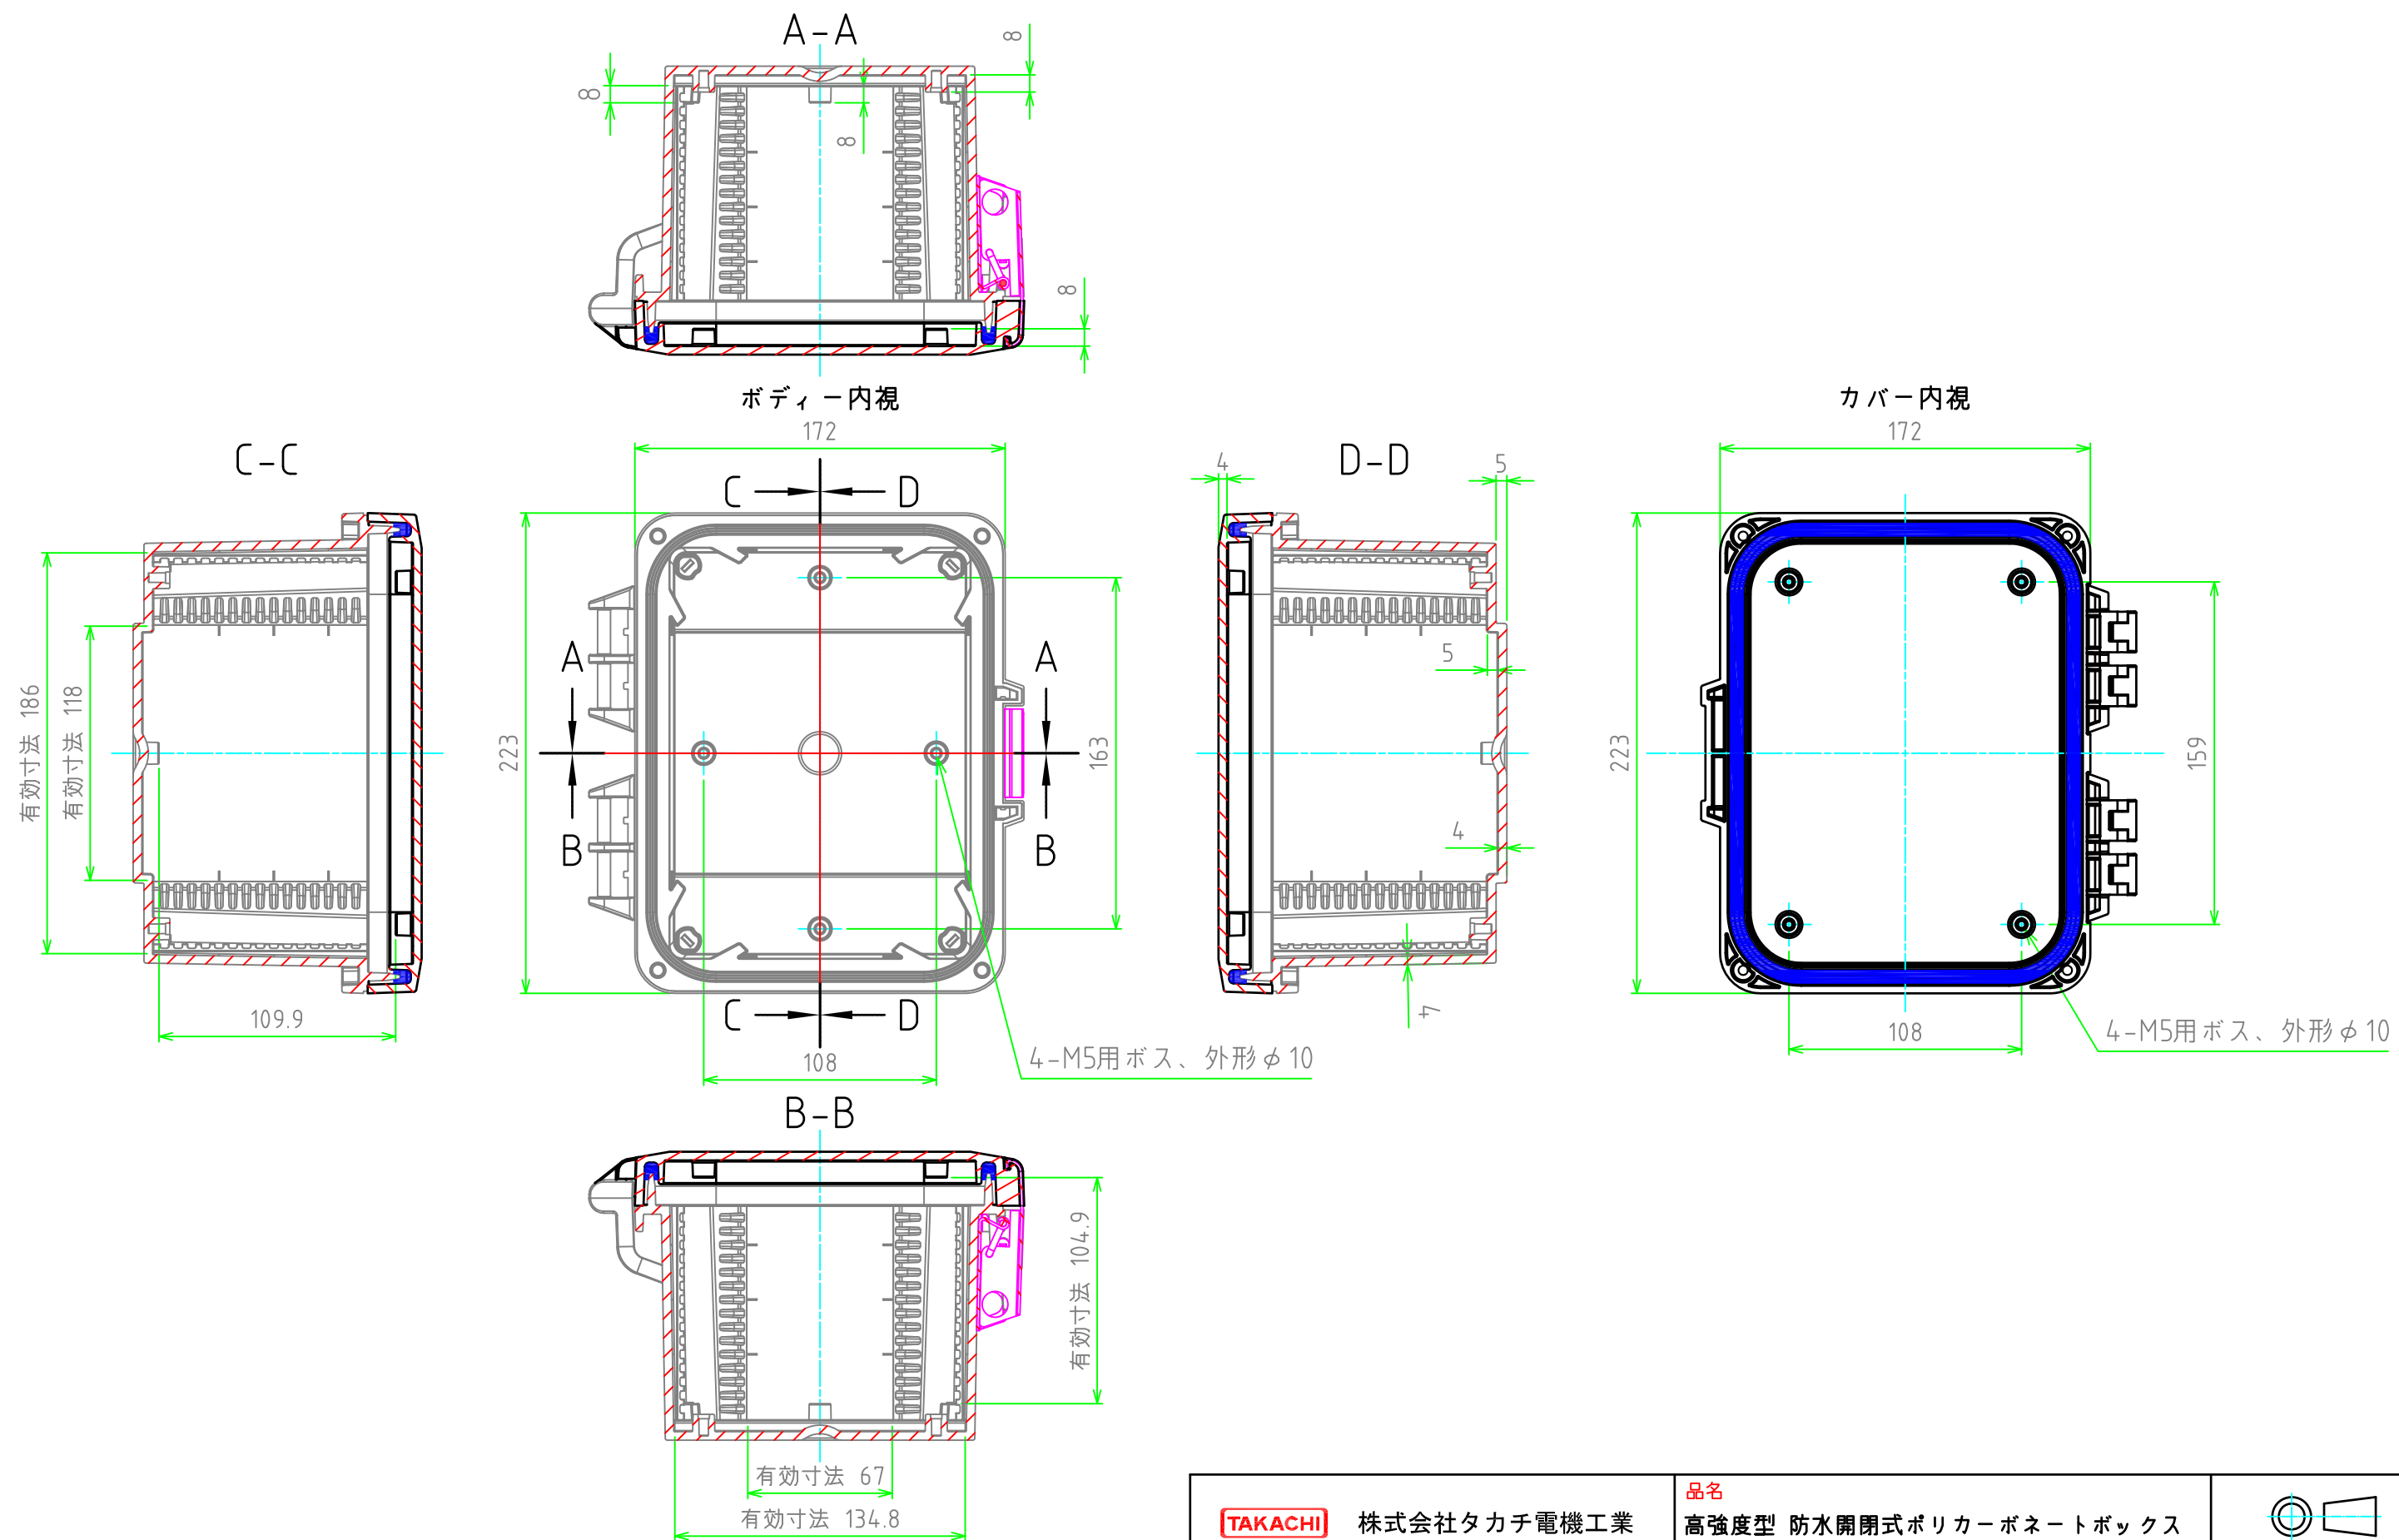 A-A
8
8
8
8
ボディー内視
カバー内視
172
172
C-C
D-D
4
5
C
D
A
A
5
有効寸法 186
有効寸法 118
223
163
223
159
B
B
4
C
D
4
109.9
108
108
4-M5用ボス、外形φ10
4-M5用ボス、外形φ10
B-B
有効寸法 104.9
有効寸法 67
有効寸法 134.8
品名
TAKACHI 株式会社タカチ電機工業
高強度型 防水開閉式ポリカーボネートボックス